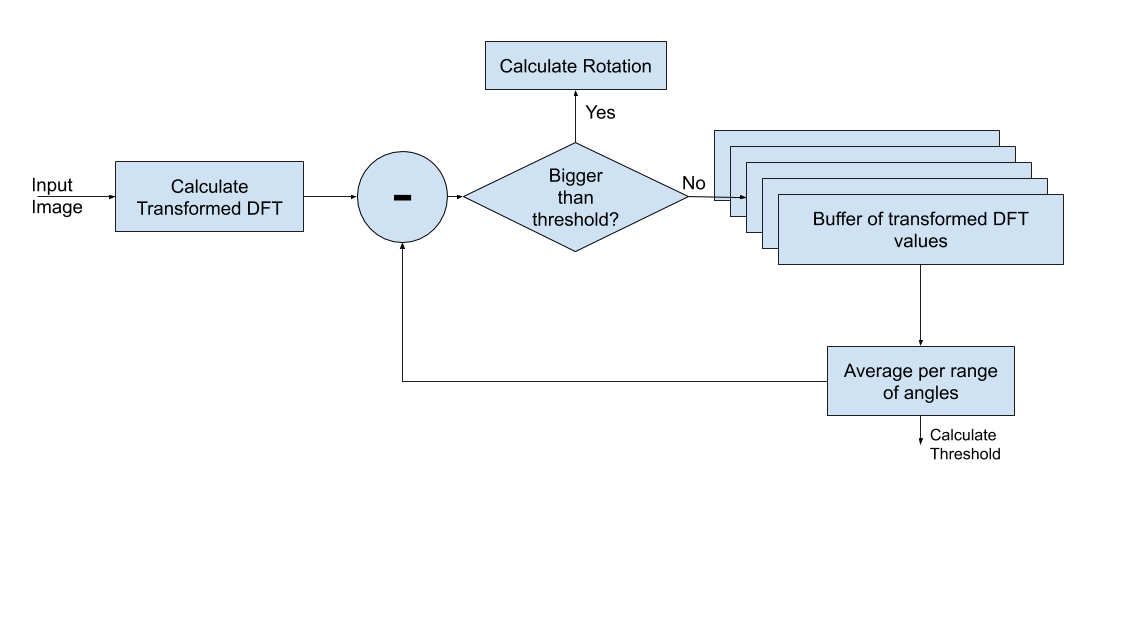 Calculate Rotation
Yes
Input
Image
Calculate
Transformed DFT
-
Bigger
than
threshold?
No
Buffer of transformed DFT
values
Average per range
of angles
Calculate
Threshold